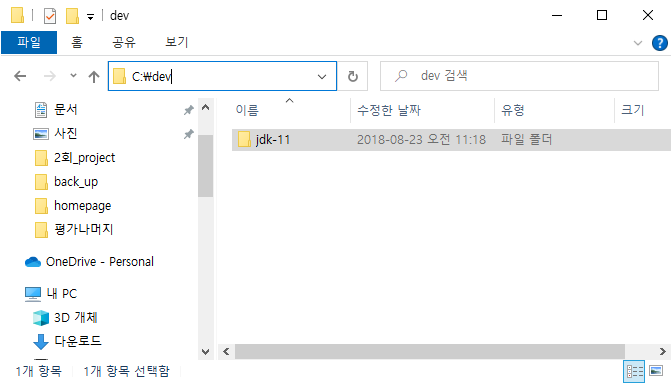 dev
파일 홈 공유 보기
C:₩dev
dev 검색
문서
사진
2회_project
back_up
homepage
평가나머지
OneDrive - Personal
내 PC
3D 개체
다운로드
이름 수정한 날짜 유형 크기
jdk-11 2018-08-23 오전 11:18 파일 폴더
1개 항목 1개 항목 선택함